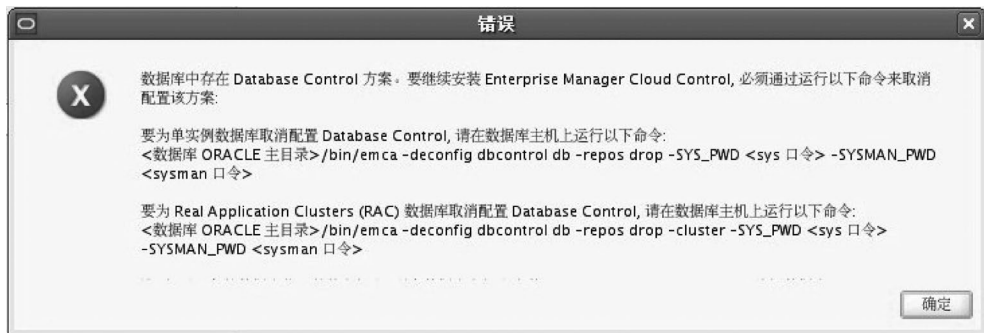 错误
数据库中存在 Database Control 方案。要继续安装 Enterprise Manager Cloud Control, 必须通过运行以下命令来取消
配置该方案:
要为单实例数据库取消配置 Database Control, 请在数据库主机上运行以下命令:
<数据库 ORACLE 主目录>/bin/emca -deconfig dbcontrol db -repos drop -SYS_PWD <sys 口令> -SYSMAN_PWD
<sysman 口令>
要为 Real Application Clusters (RAC) 数据库取消配置 Database Control, 请在数据库主机上运行以下命令:
<数据库 ORACLE 主目录>/bin/emca -deconfig dbcontrol db -repos drop -cluster -SYS_PWD <sys 口令>
-SYSMAN_PWD <sysman 口令>
确定